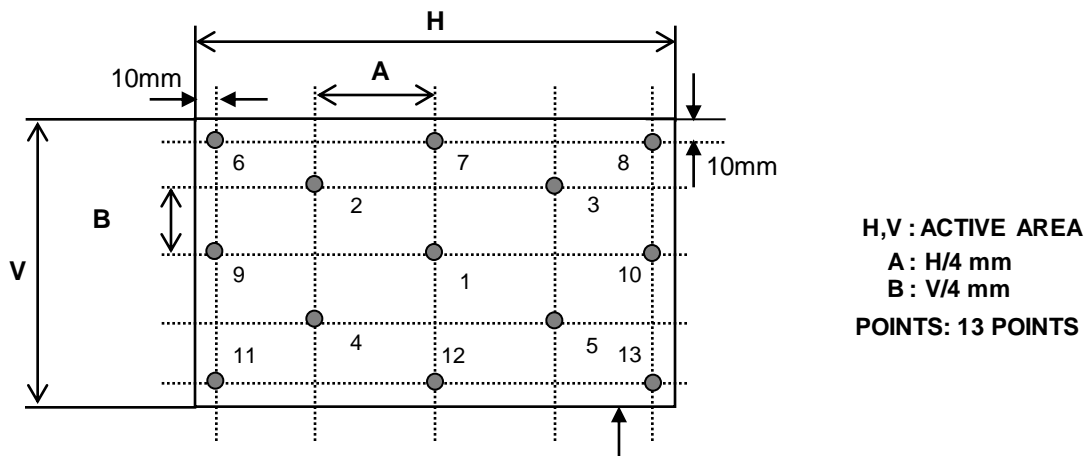 H
A
10mm
6 7 8
10mm
2 3
B
V
9 1 10
4 5
11 12 13
H,V : ACTIVE AREA
A : H/4 mm
B : V/4 mm
POINTS: 13 POINTS